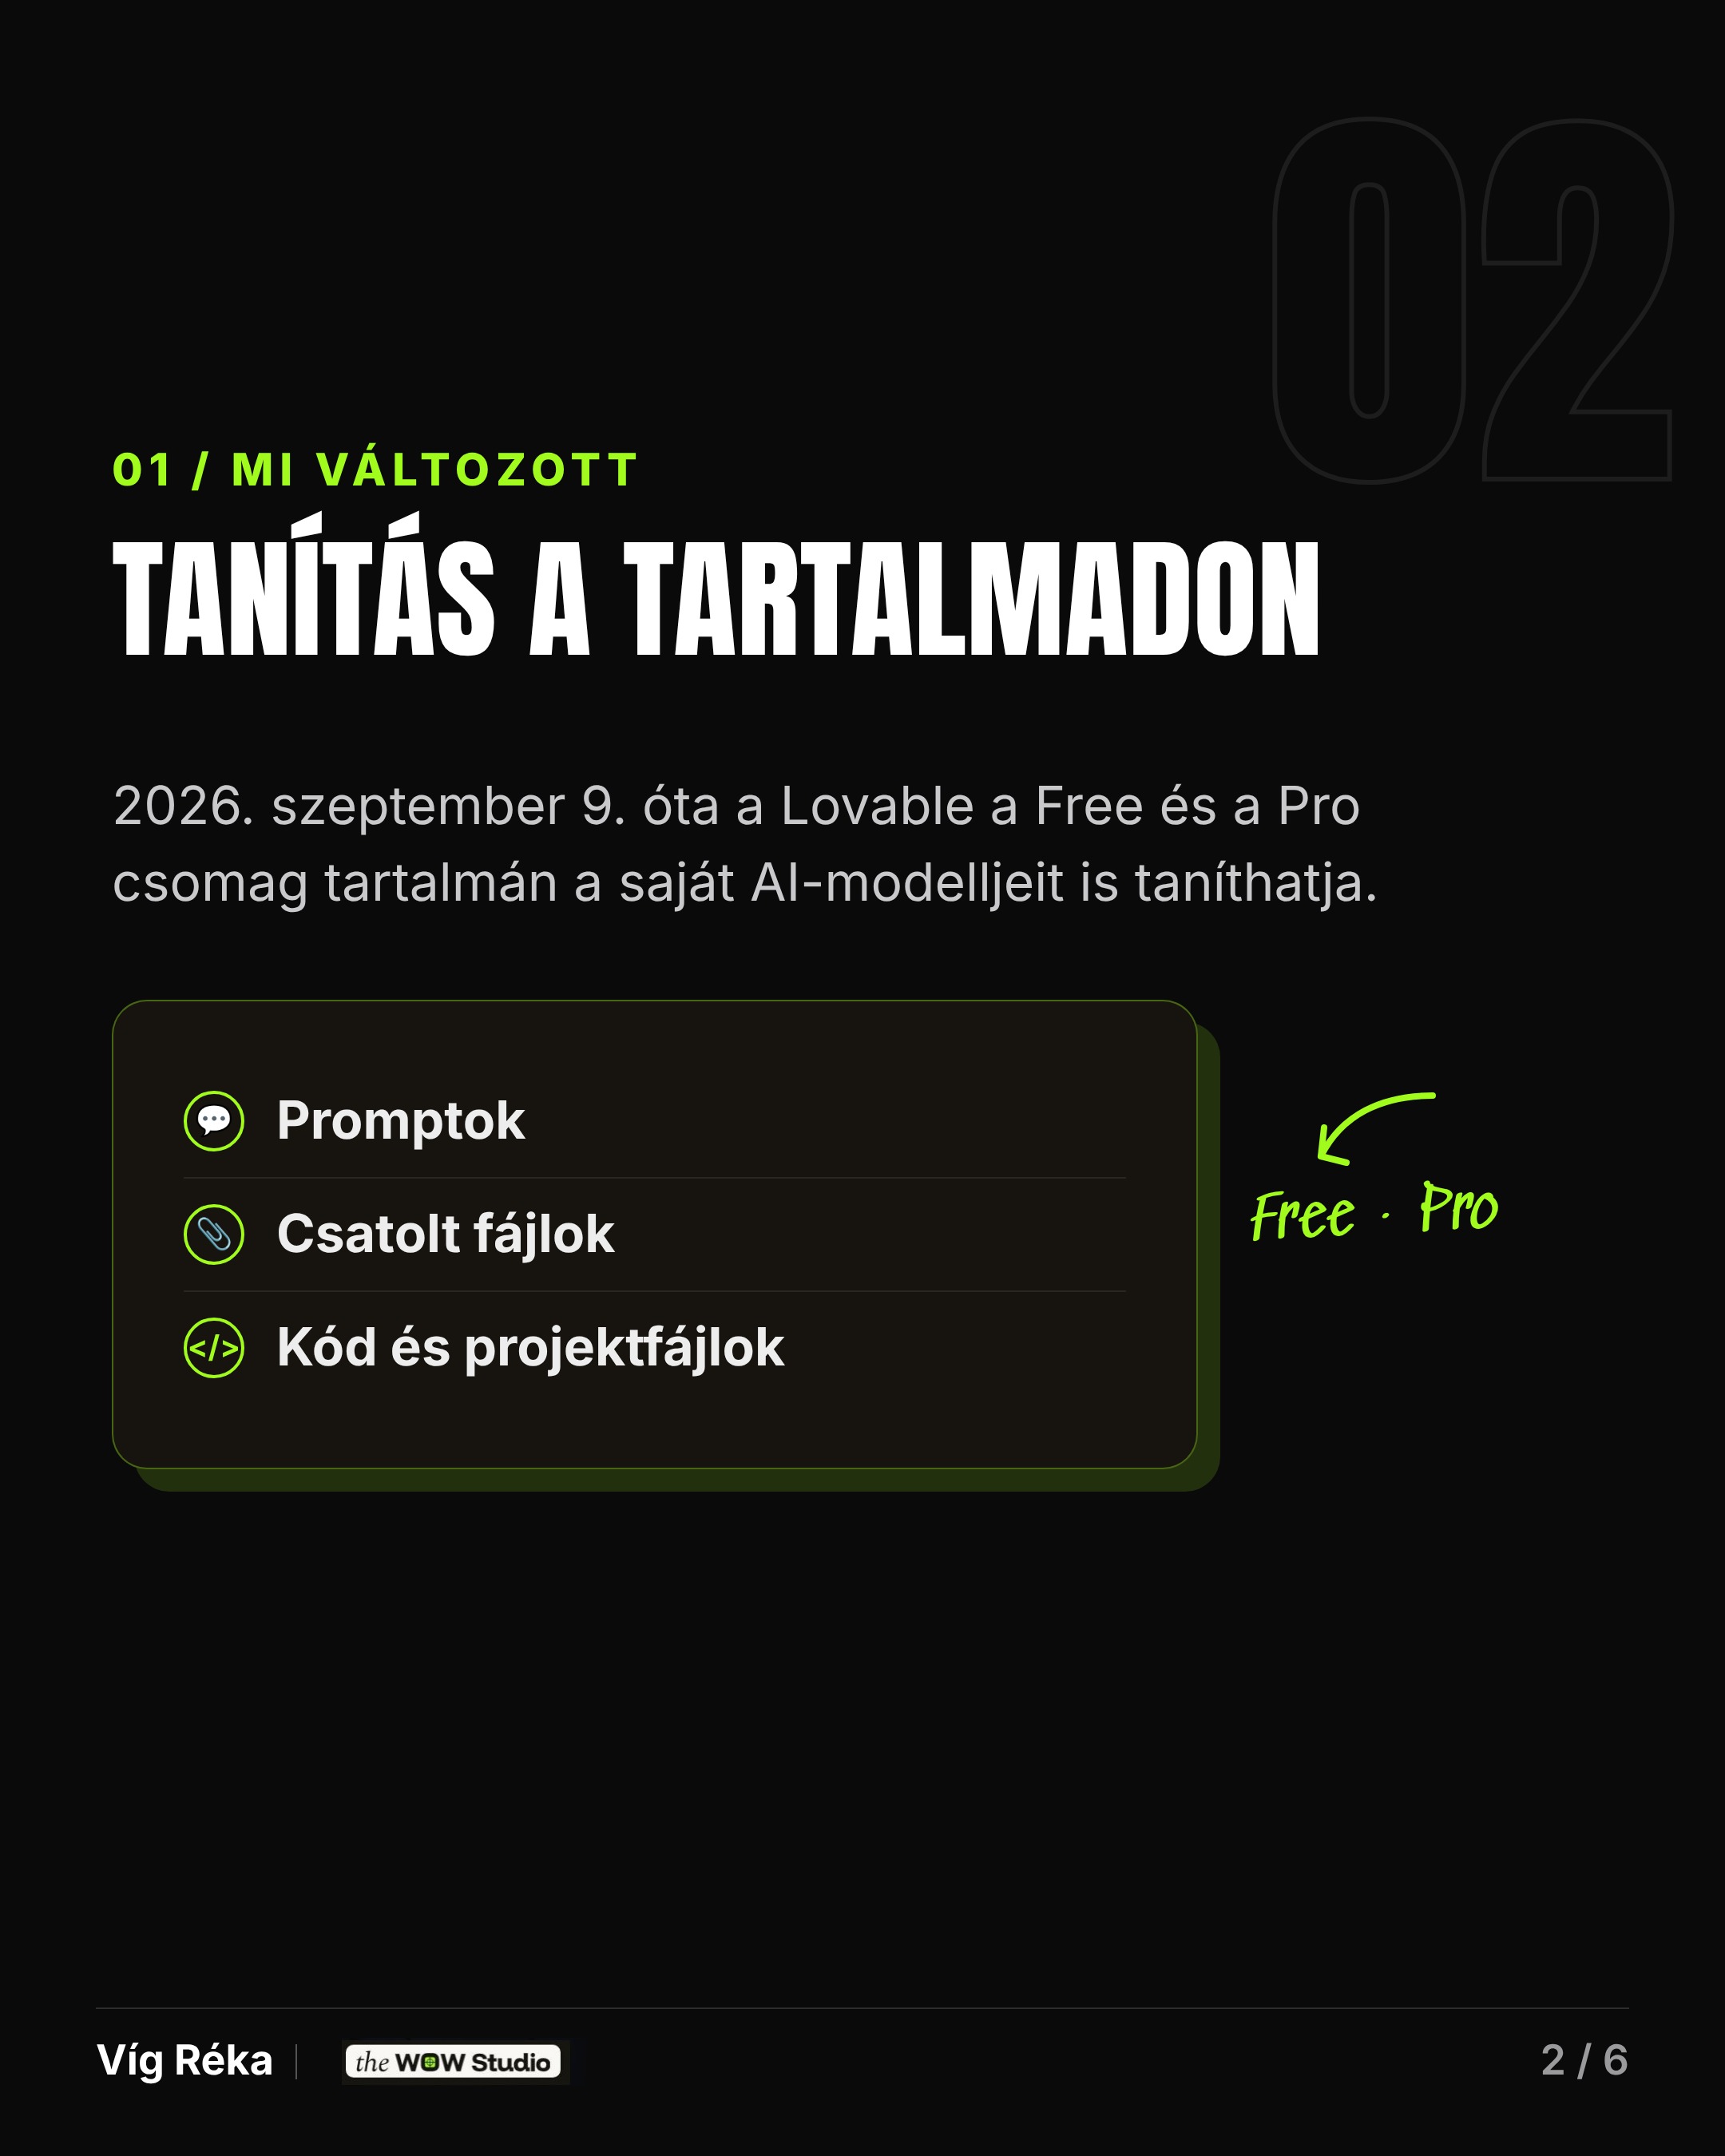 02
01 / MI VÁLTOZOTT
TANÍTÁS A TARTALMADON
2026. szeptember 9. óta a Lovable a Free és a Pro
csomag tartalmán a saját AI-modelljeit is taníthatja.
Promptok
Csatolt fájlok
</> Kód és projektfájlok
Free · Pro
Víg Réka
the WOW Studio
2 / 6